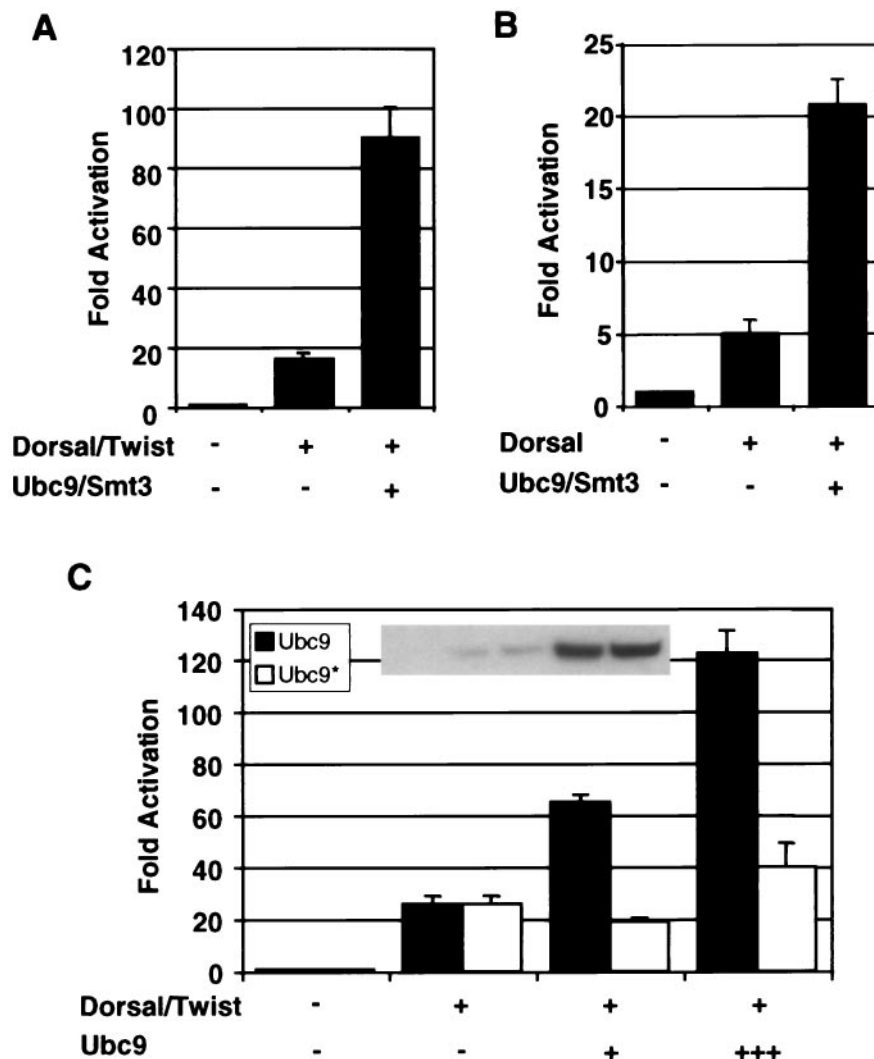 A
Fold Activation
120
100
80
60
40
20
0
Dorsal/Twist - + +
Ubc9/Smt3 - - +
B
Fold Activation
25
20
15
10
5
0
Dorsal - + +
Ubc9/Smt3 - - +
C
Fold Activation
140
120
100
80
60
40
20
0
Ubc9
Ubc9*
Dorsal/Twist - + + +
Ubc9 - - + +++